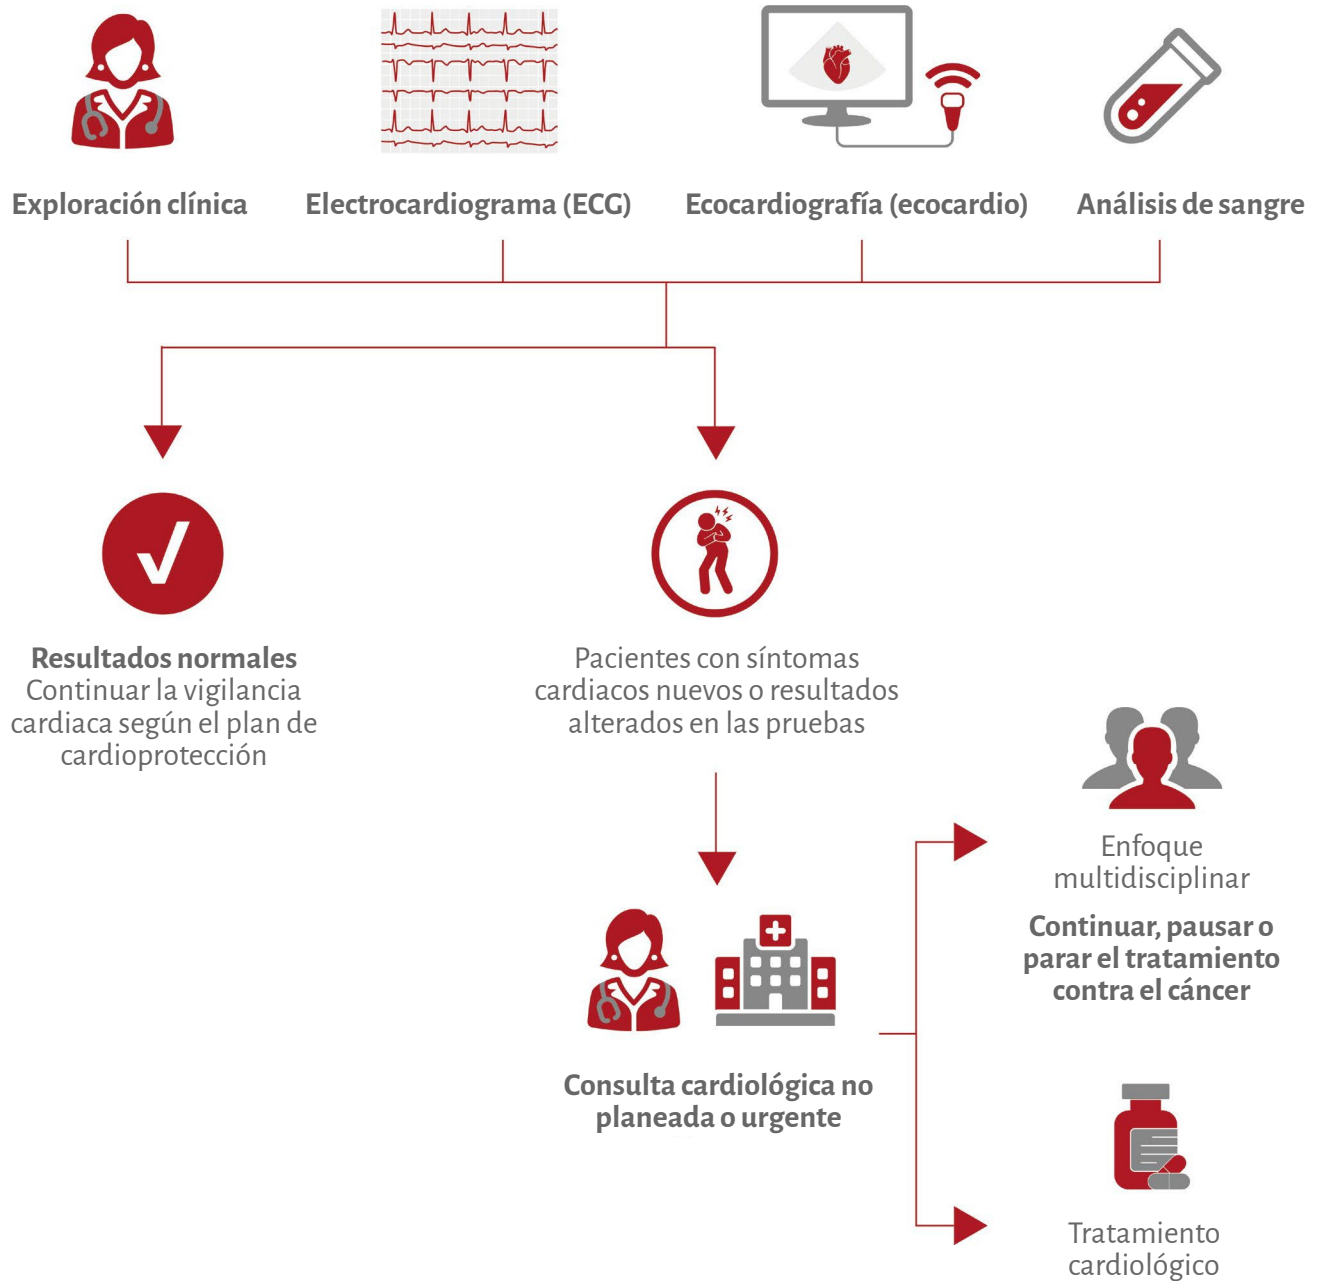 Exploración clínica
Electrocardiograma (ECG)
Ecocardiografía (ecocardio)
Análisis de sangre
Resultados normales
Continuar la vigilancia
cardiaca según el plan de
cardioprotección
Pacientes con síntomas
cardiacos nuevos o resultados
alterados en las pruebas
Consulta cardiológica no
planeada o urgente
Enfoque
multidisciplinar
Continuar, pausar o
parar el tratamiento
contra el cáncer
Tratamiento
cardiológico